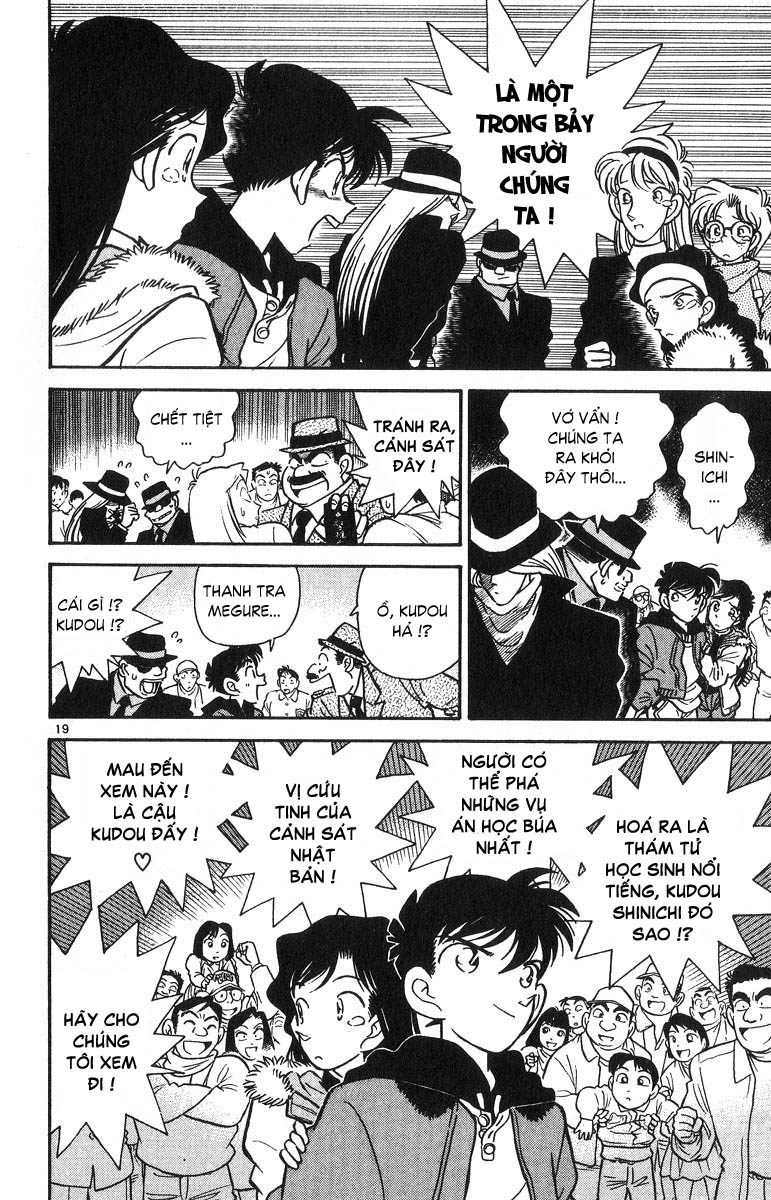 LÀ MỘT
TRONG BẢY
NGƯỜI
CHÚNG
TA !
SHIN-
ICHI
...
VỚ VẨN !
CHÚNG TA
RA KHỎI
ĐÂY THÔI...
TRÁNH RA,
CẢNH SÁT
ĐÂY !
CHẾT TIỆT
...
Ồ, KUDOU
HẢ !?
THANH TRA
MEGURE...
CÁI GÌ !?
KUDOU !?
19
HOÁ RA LÀ
THÁM TỬ
HỌC SINH NỔI
TIẾNG, KUDOU
SHINICHI ĐÓ
SAO !?
NGƯỜI CÓ
THỂ PHÁ
NHỮNG VỤ
ÁN HỌC BÚA
NHẤT !
VỊ CỨU
TINH CỦA
CẢNH SÁT
NHẬT
BẢN !
MAU ĐẾN
XEM NÀY !
LÀ CẬU
KUDOU ĐẤY !
♡
HÃY CHO
CHÚNG
TÔI XEM
ĐI !